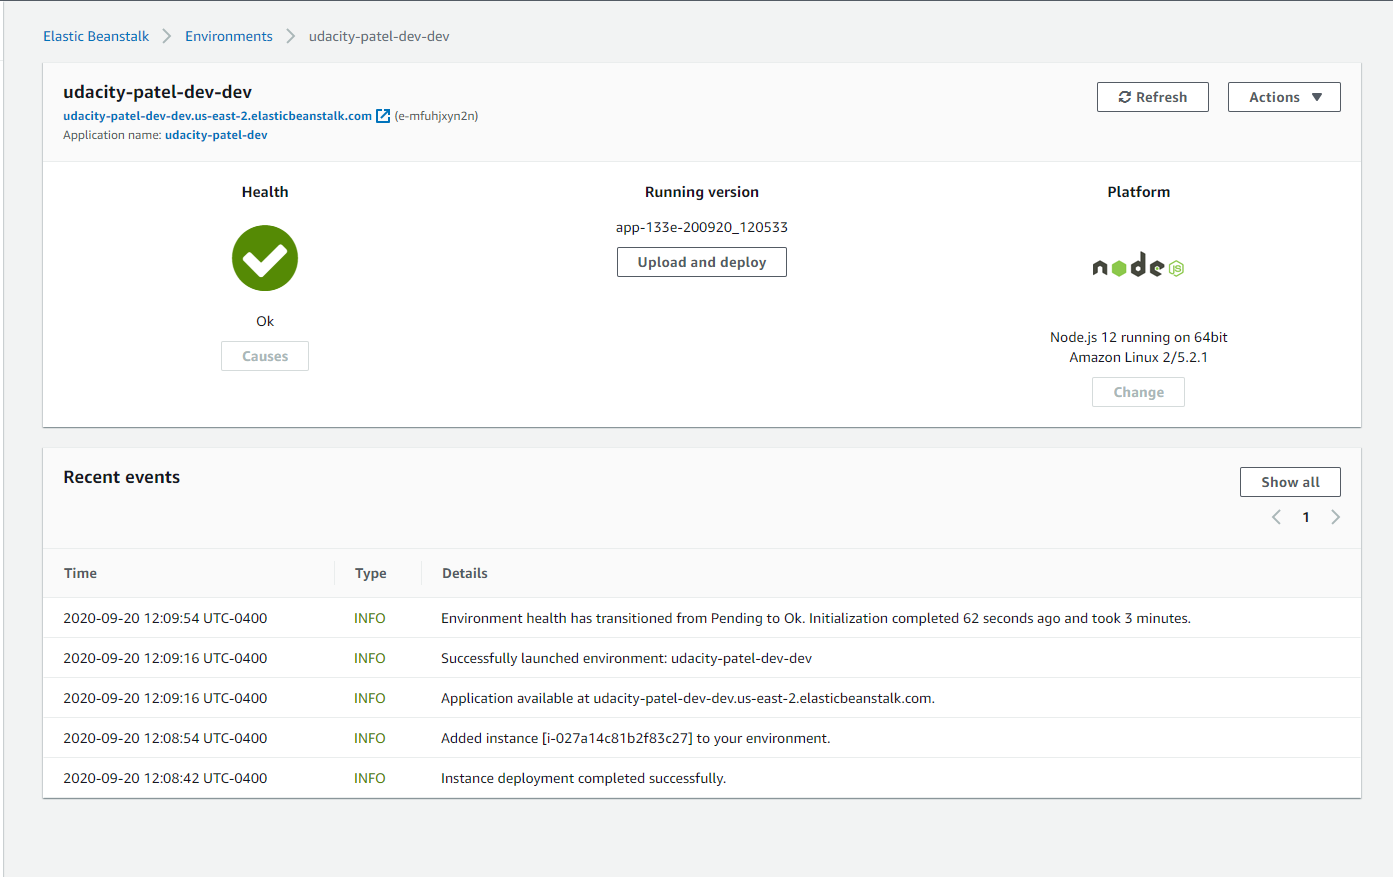 Elastic Beanstalk > Environments > udacity-patel-dev-dev
udacity-patel-dev-dev
Refresh
Actions
udacity-patel-dev-dev.us-east-2.elasticbeanstalk.com (e-mfuhjxyn2n)
Application name: udacity-patel-dev
Health
Ok
Causes
Running version
app-133e-200920_120533
Upload and deploy
Platform
node JS
Node.js 12 running on 64bit
Amazon Linux 2/5.2.1
Change
Recent events
Show all
1
Time Type Details
2020-09-20 12:09:54 UTC-0400 INFO Environment health has transitioned from Pending to Ok. Initialization completed 62 seconds ago and took 3 minutes.
2020-09-20 12:09:16 UTC-0400 INFO Successfully launched environment: udacity-patel-dev-dev
2020-09-20 12:09:16 UTC-0400 INFO Application available at udacity-patel-dev-dev.us-east-2.elasticbeanstalk.com.
2020-09-20 12:08:54 UTC-0400 INFO Added instance [i-027a14c81b2f83c27] to your environment.
2020-09-20 12:08:42 UTC-0400 INFO Instance deployment completed successfully.